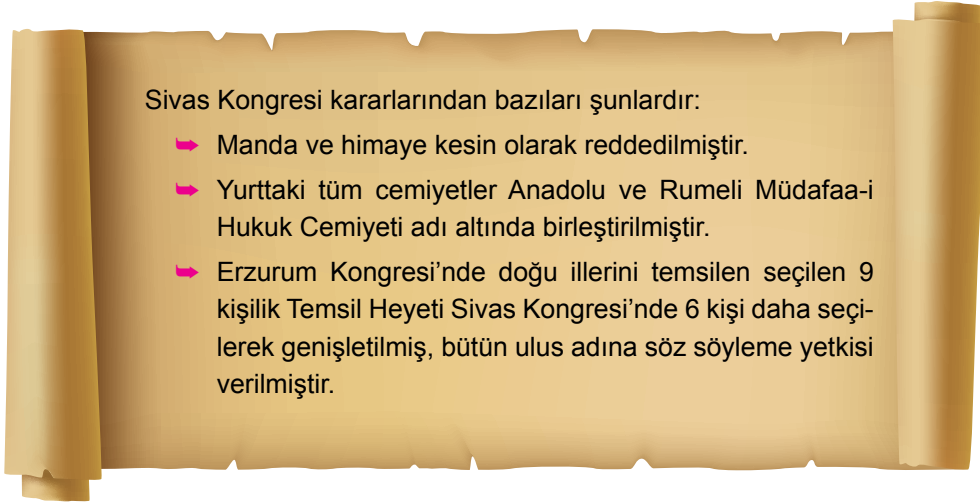 Sivas Kongresi kararlarından bazıları şunlardır:
➥ Manda ve himaye kesin olarak reddedilmiştir.
➥ Yurttaki tüm cemiyetler Anadolu ve Rumeli Müdafaa-i
Hukuk Cemiyeti adı altında birleştirilmiştir.
➥ Erzurum Kongresi’nde doğu illerini temsilen seçilen 9
kişilik Temsil Heyeti Sivas Kongresi’nde 6 kişi daha seçi-
lerek genişletilmiş, bütün ulus adına söz söyleme yetkisi
verilmiştir.